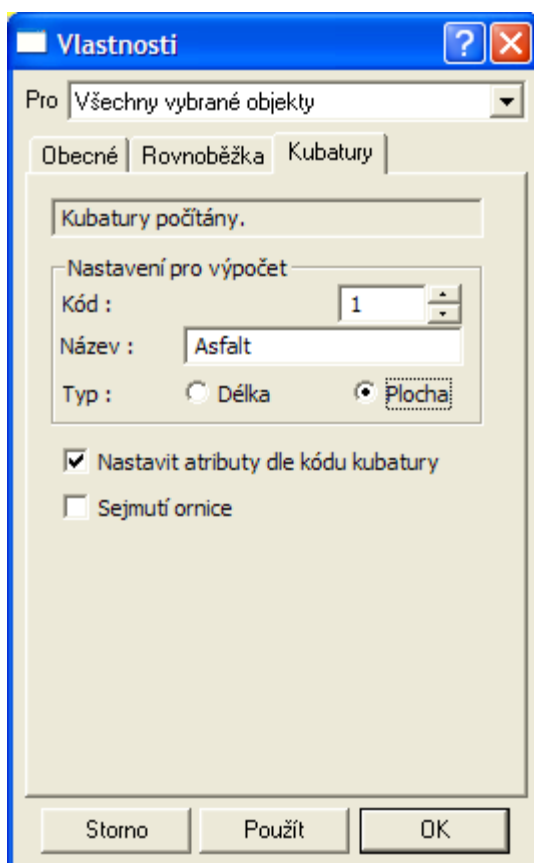 Vlastnosti
Pro Všechny vybrané objekty
Obecné Rovnoběžka Kubatury
Kubatury počítány.
Nastavení pro výpočet
Kód : 1
Název : Asfalt
Typ : Délka Plocha
Nastavit atributy dle kódu kubatury
Sejmutí ornice
Storno Použít OK